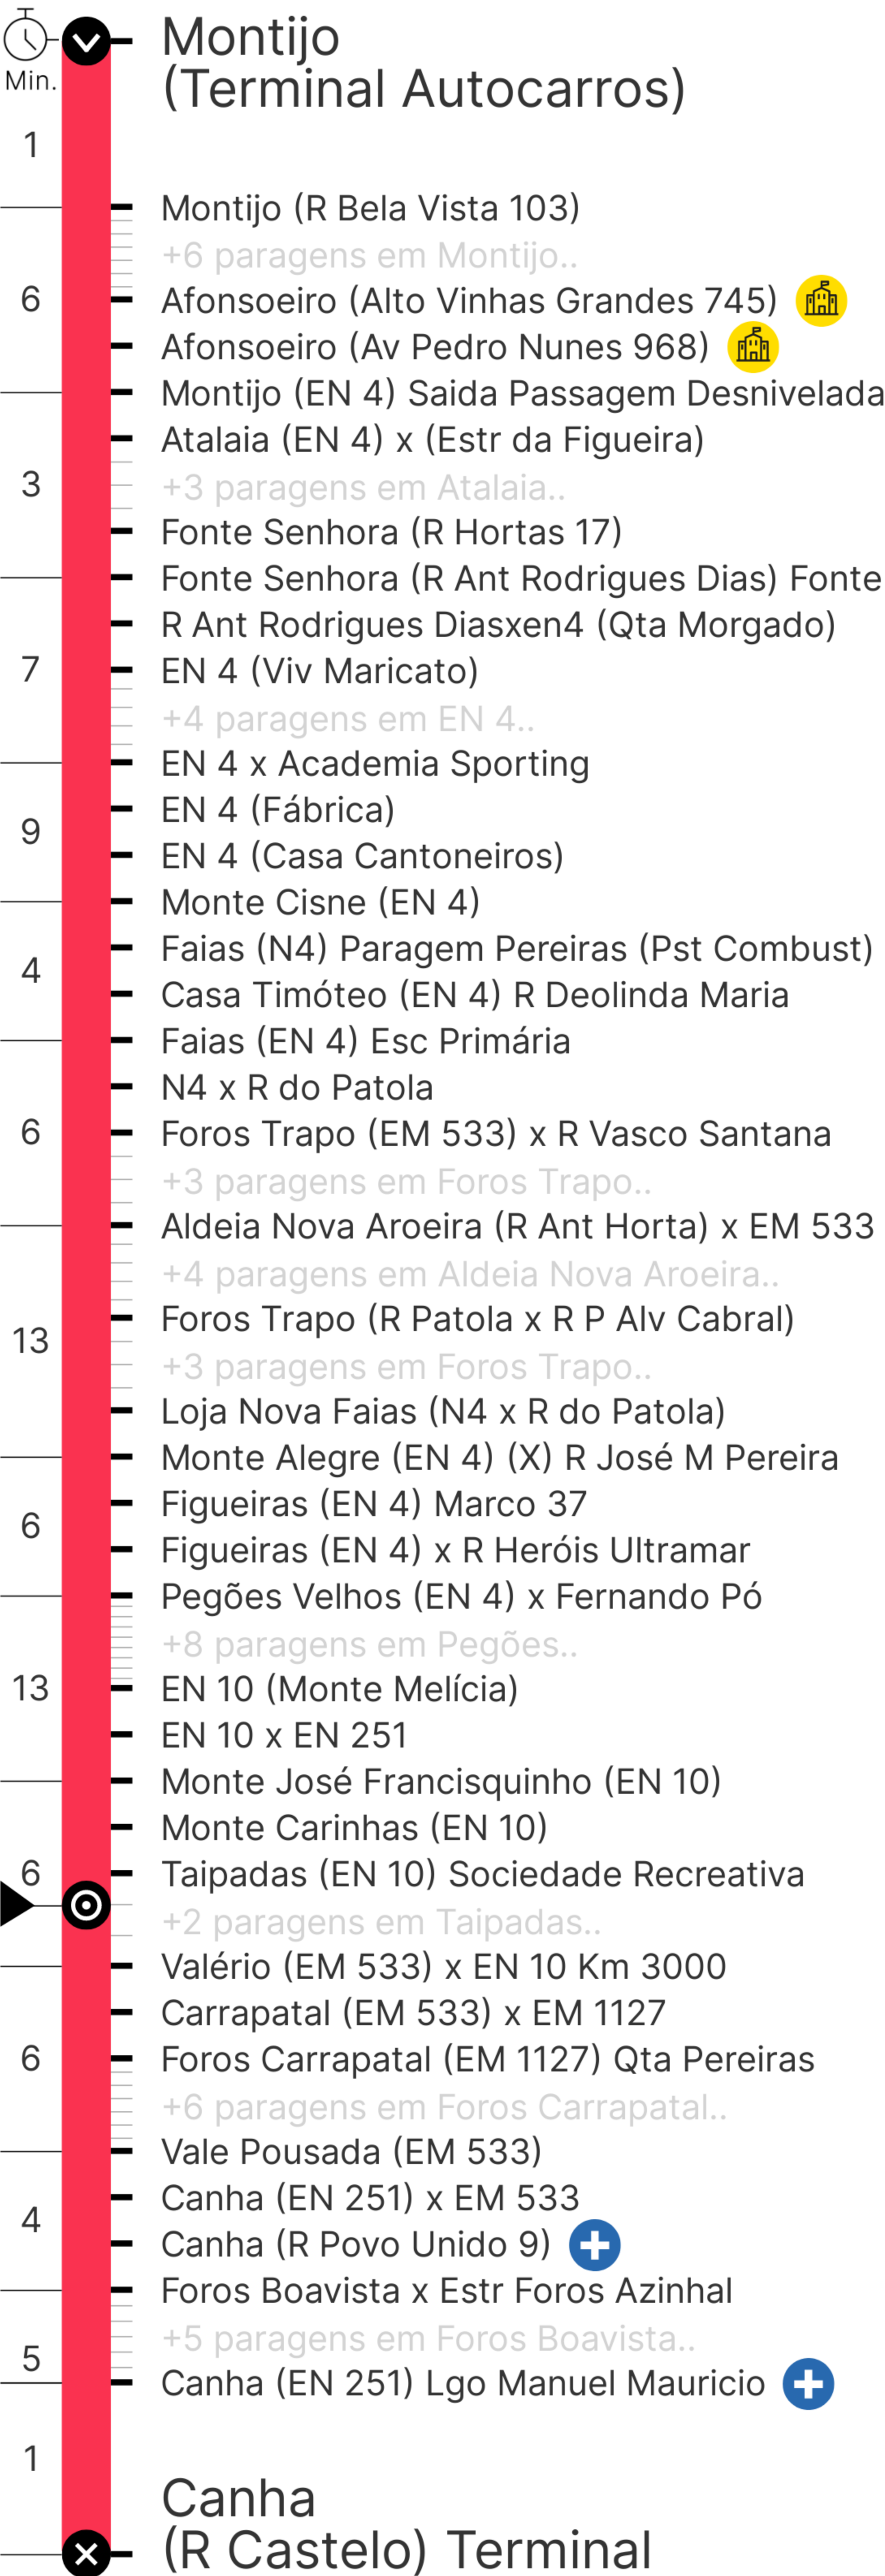 Montijo
(Terminal Autocarros)
Min.
1
Montijo (R Bela Vista 103)
+6 paragens em Montijo..
6
Afonsoeiro (Alto Vinhas Grandes 745)
Afonsoeiro (Av Pedro Nunes 968)
Montijo (EN 4) Saida Passagem Desnivelada
Atalaia (EN 4) x (Estr da Figueira)
3
+3 paragens em Atalaia..
Fonte Senhora (R Hortas 17)
Fonte Senhora (R Ant Rodrigues Dias) Fonte
R Ant Rodrigues Diasxen4 (Qta Morgado)
7
EN 4 (Viv Maricato)
+4 paragens em EN 4..
EN 4 x Academia Sporting
EN 4 (Fábrica)
9
EN 4 (Casa Cantoneiros)
Monte Cisne (EN 4)
Faias (N4) Paragem Pereiras (Pst Combust)
4
Casa Timóteo (EN 4) R Deolinda Maria
Faias (EN 4) Esc Primária
N4 x R do Patola
6
Foros Trapo (EM 533) x R Vasco Santana
+3 paragens em Foros Trapo..
Aldeia Nova Aroeira (R Ant Horta) x EM 533
+4 paragens em Aldeia Nova Aroeira..
Foros Trapo (R Patola x R P Alv Cabral)
13
+3 paragens em Foros Trapo..
Loja Nova Faias (N4 x R do Patola)
Monte Alegre (EN 4) (X) R José M Pereira
Figueiras (EN 4) Marco 37
6
Figueiras (EN 4) x R Heróis Ultramar
Pegões Velhos (EN 4) x Fernando Pó
+8 paragens em Pegões..
13
EN 10 (Monte Melícia)
EN 10 x EN 251
Monte José Francisquinho (EN 10)
Monte Carinhas (EN 10)
6
Taipadas (EN 10) Sociedade Recreativa
+2 paragens em Taipadas..
Valério (EM 533) x EN 10 Km 3000
Carrapatal (EM 533) x EM 1127
6
Foros Carrapatal (EM 1127) Qta Pereiras
+6 paragens em Foros Carrapatal..
Vale Pousada (EM 533)
Canha (EN 251) x EM 533
4
Canha (R Povo Unido 9)
Foros Boavista x Estr Foros Azinhal
+5 paragens em Foros Boavista..
5
Canha (EN 251) Lgo Manuel Mauricio
1
Canha
(R Castelo) Terminal